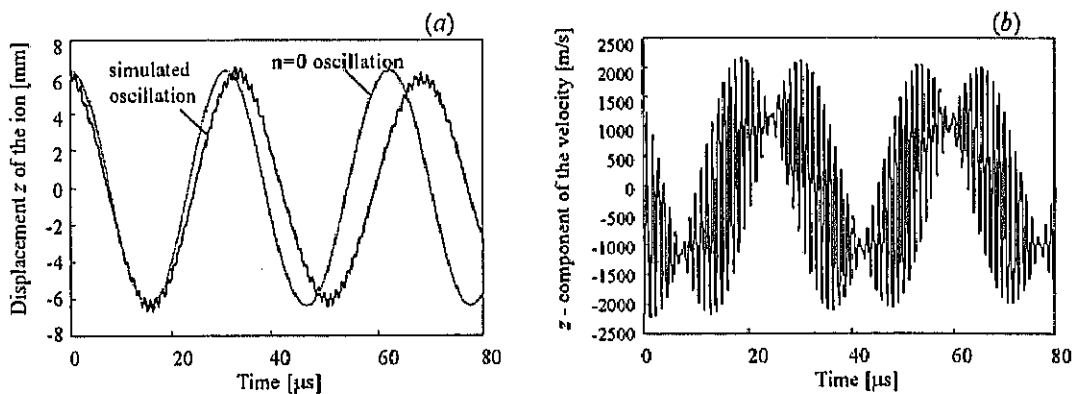 (a)
Displacement z of the ion [mm]
8
6
4
2
0
-2
-4
-6
-8
simulated
oscillation
n=0 oscillation
0 20 40 60 80
Time [μs]
(b)
z - component of the velocity [m/s]
2500
2000
1500
1000
500
0
-500
-1000
-1500
-2000
-2500
0 20 40 60 80
Time [μs]